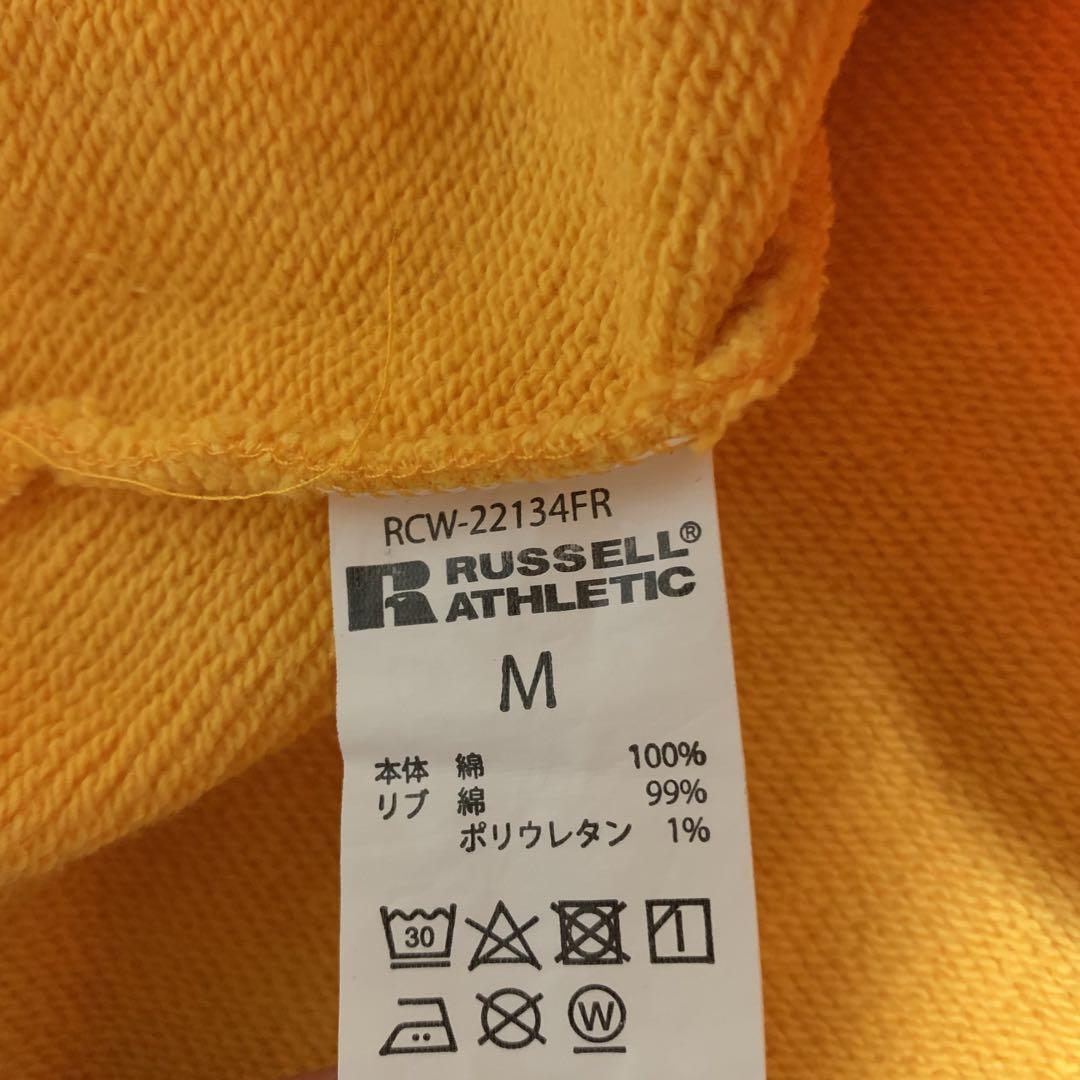 RCW-22134FR
RUSSELL®
ATHLETIC
M
本体 綿 100%
リブ 綿 99%
ポリウレタン 1%
30
W